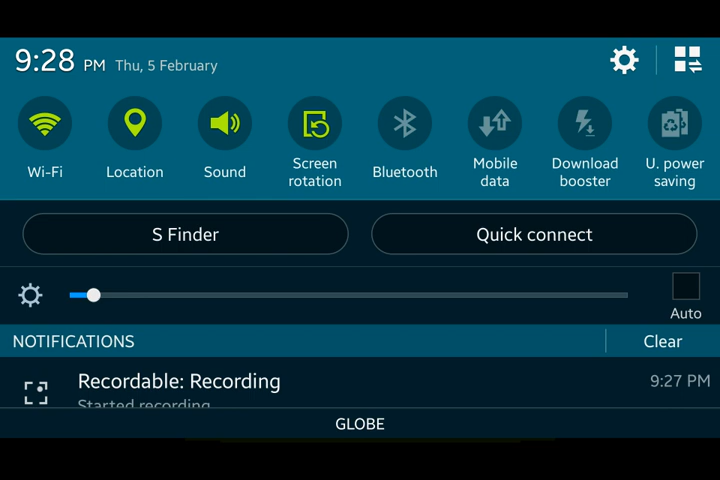 9:28 PM Thu, 5 February
Wi-Fi
Location
Sound
Screen
rotation
Bluetooth
Mobile
data
Download
booster
U. power
saving
S Finder
Quick connect
Auto
NOTIFICATIONS
Clear
Recordable: Recording
9:27 PM
Started recording
GLOBE